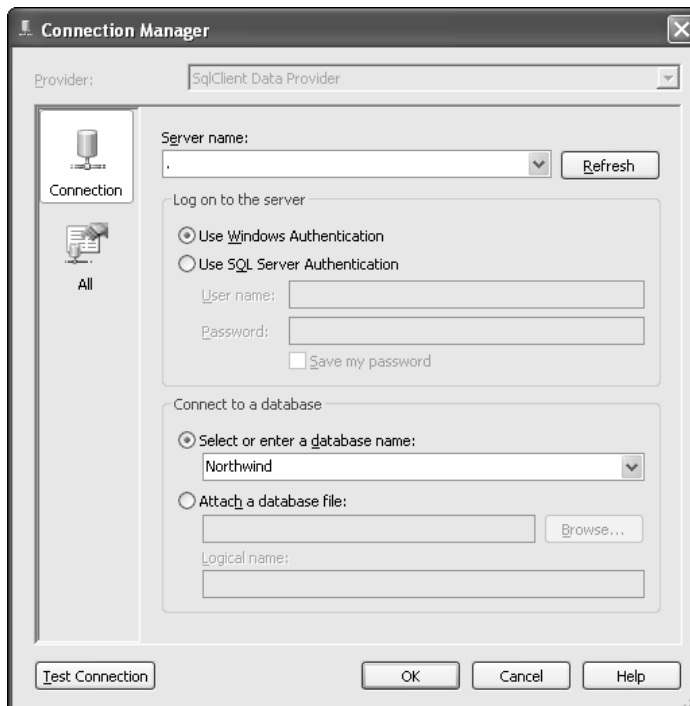 Connection Manager
Provider:
SqlClient Data Provider
Connection
All
Server name:
.
Refresh
Log on to the server
Use Windows Authentication
Use SQL Server Authentication
User name:
Password:
Save my password
Connect to a database
Select or enter a database name:
Northwind
Attach a database file:
Browse...
Logical name:
Test Connection
OK
Cancel
Help